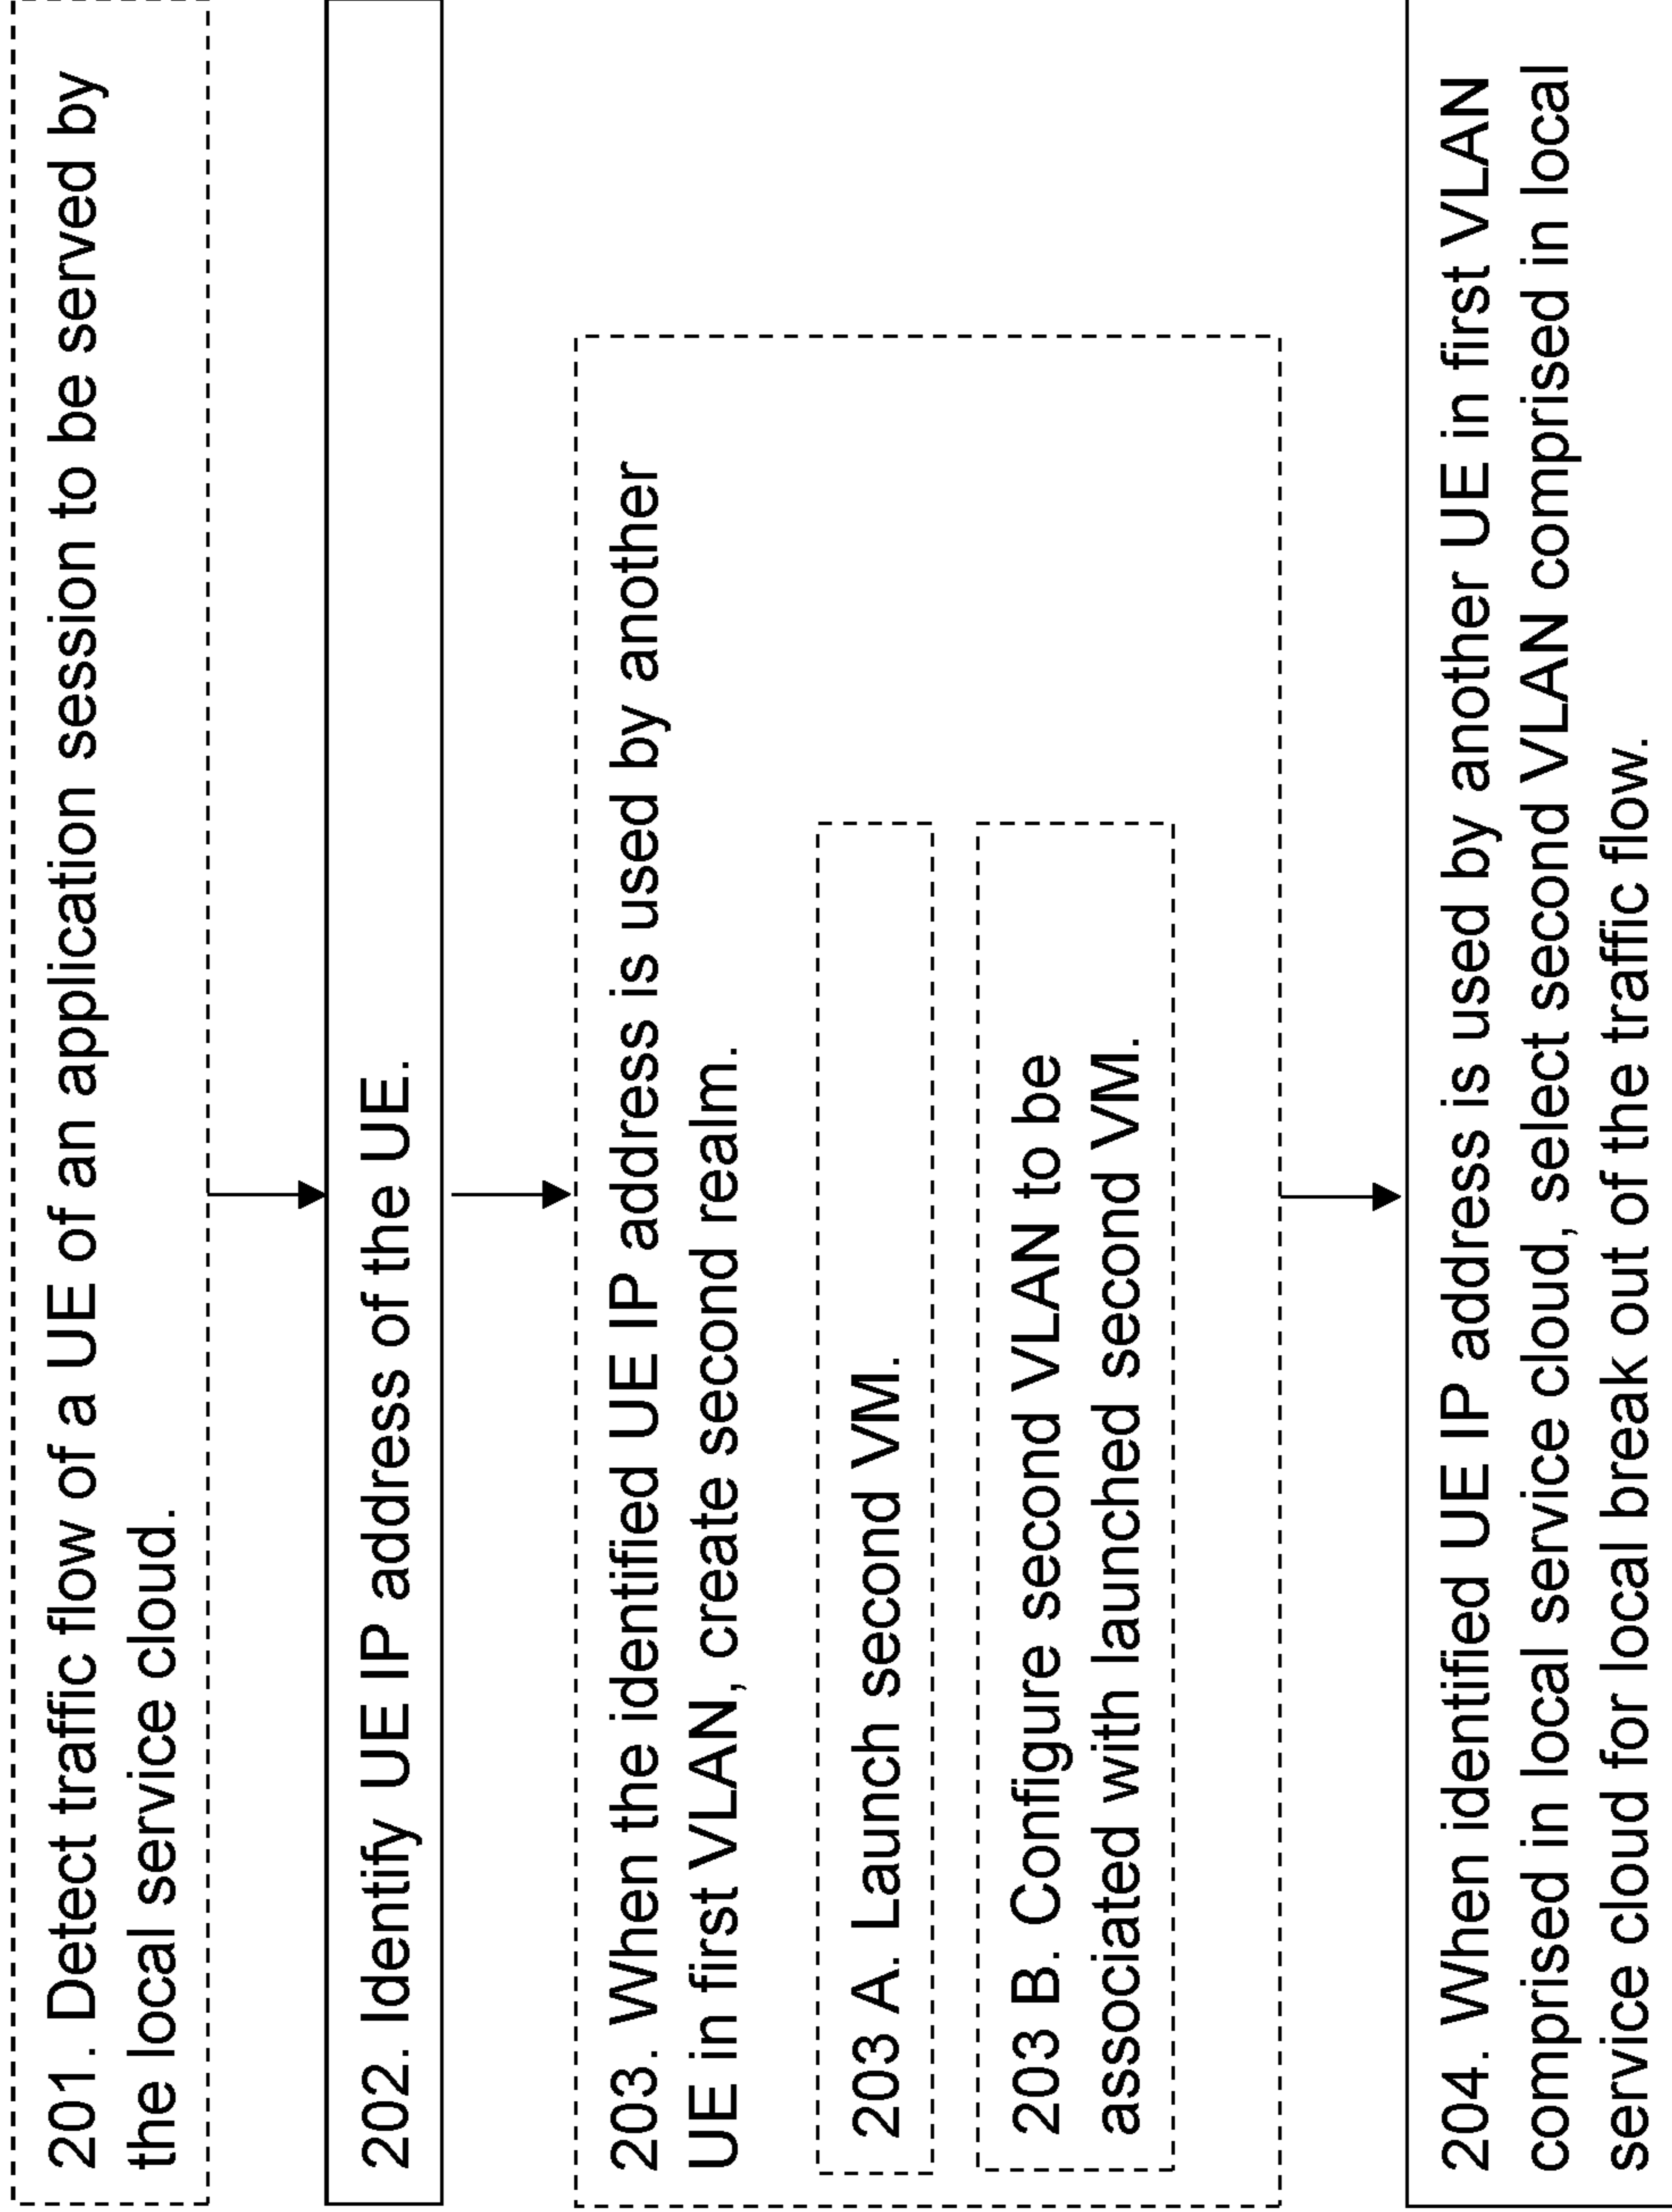 201. Detect traffic flow of a UE of an application session to be served by
the local service cloud.
202. Identify UE IP address of the UE.
203. When the identified UE IP address is used by another
UE in first VLAN, create second realm.
203 A. Launch second VM.
203 B. Configure second VLAN to be
associated with launched second VM.
204. When identified UE IP address is used by another UE in first VLAN
comprised in local service cloud, select second VLAN comprised in local
service cloud for local break out of the traffic flow.